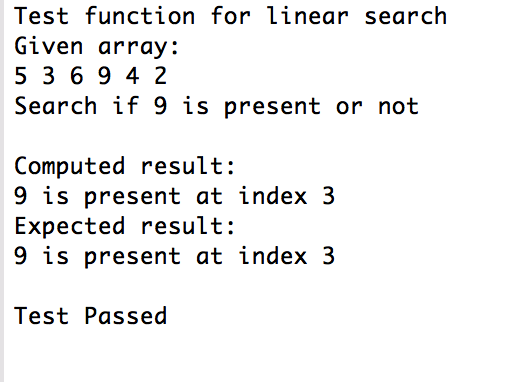 Test function for linear search
Given array:
5 3 6 9 4 2
Search if 9 is present or not
Computed result:
9 is present at index 3
Expected result:
9 is present at index 3
Test Passed